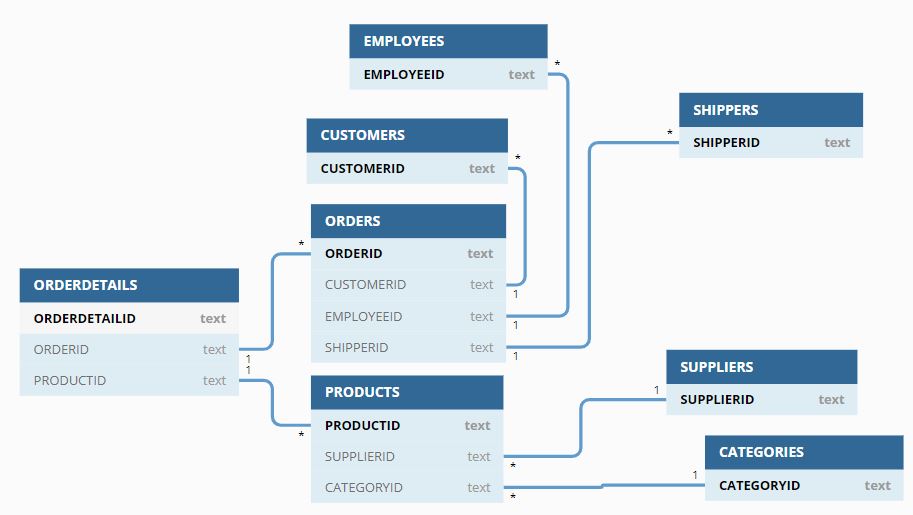 EMPLOYEES
EMPLOYEEID text
*
SHIPPERS
* SHIPPERID text
CUSTOMERS
CUSTOMERID text
*
ORDERS
* ORDERID text
CUSTOMERID text
1
EMPLOYEEID text
1
SHIPPERID text
1
ORDERDETAILS
ORDERDETAILID text
ORDERID text
1
1
PRODUCTID text
PRODUCTS
PRODUCTID text
*
SUPPLIERID text
*
CATEGORYID text
*
SUPPLIERS
1 SUPPLIERID text
CATEGORIES
1 CATEGORYID text